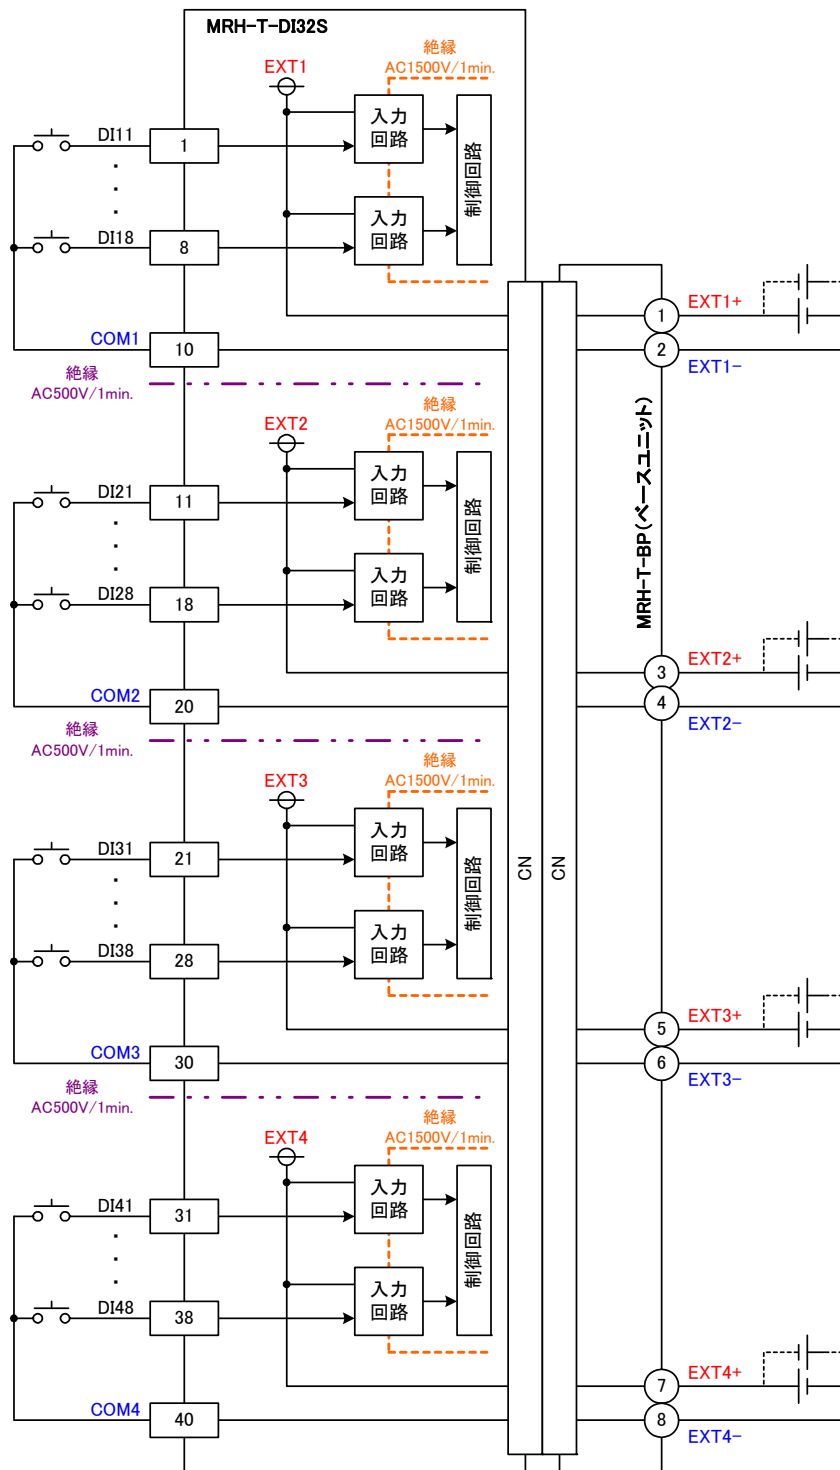 MRH-T-DI32S
絶縁
AC1500V/1min.
EXT1
入力
回路
制御回路
DI11
1
入力
回路
DI18
8
EXT1+
1
COM1
10
2
EXT1-
絶縁
AC500V/1min.
絶縁
AC1500V/1min.
EXT2
入力
回路
制御回路
MRH-T-BP(ベースユニット)
DI21
11
入力
回路
DI28
18
EXT2+
3
COM2
20
4
EXT2-
絶縁
AC500V/1min.
絶縁
AC1500V/1min.
EXT3
入力
回路
制御回路
DI31
21
CN
CN
入力
回路
DI38
28
EXT3+
5
COM3
30
6
EXT3-
絶縁
AC500V/1min.
絶縁
AC1500V/1min.
EXT4
入力
回路
制御回路
DI41
31
入力
回路
DI48
38
EXT4+
7
COM4
40
8
EXT4-